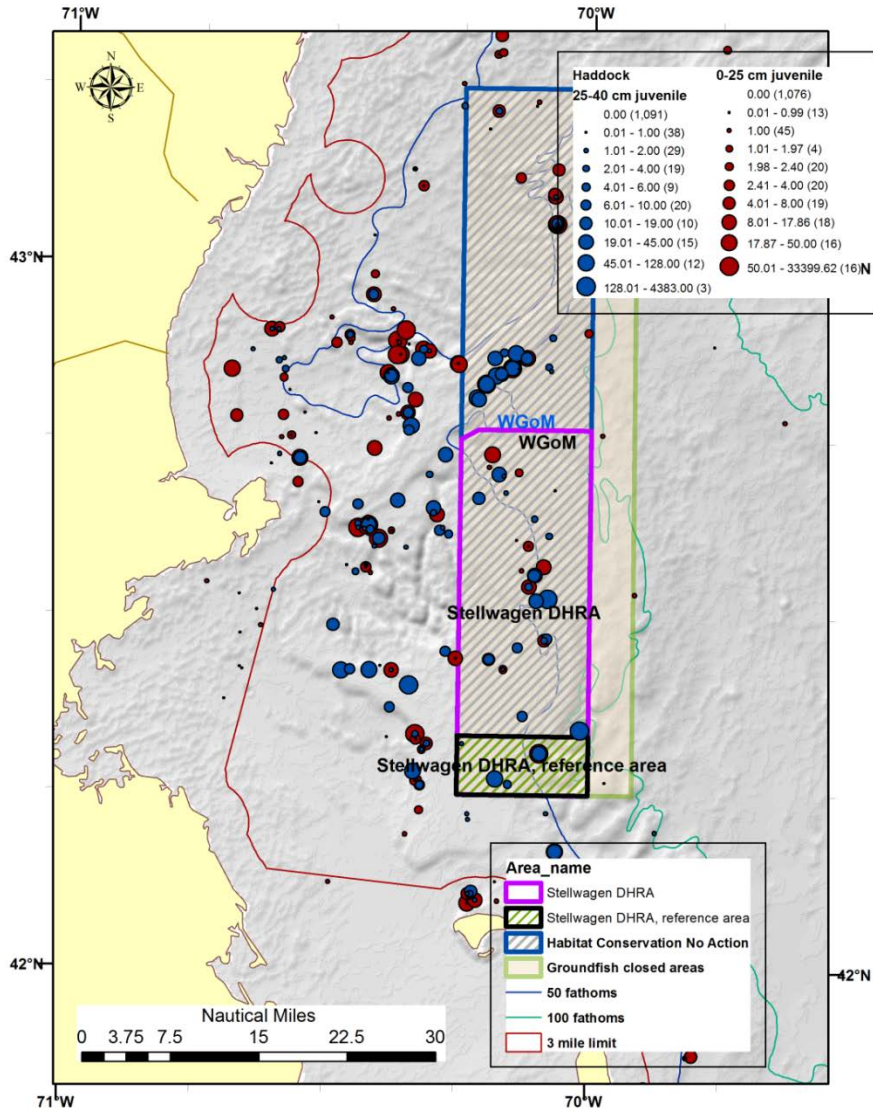 71°W
70°W
N
W
E
S
Haddock
25-40 cm juvenile
0.00 (1,091)
0.01 - 1.00 (38)
1.01 - 2.00 (29)
2.01 - 4.00 (19)
4.01 - 6.00 (9)
6.01 - 10.00 (20)
10.01 - 19.00 (10)
19.01 - 45.00 (15)
45.01 - 128.00 (12)
128.01 - 4383.00 (3)
0-25 cm juvenile
0.00 (1,076)
0.01 - 0.99 (13)
1.00 (45)
1.01 - 1.97 (4)
1.98 - 2.40 (20)
2.41 - 4.00 (20)
4.01 - 8.00 (19)
8.01 - 17.86 (18)
17.87 - 50.00 (16)
50.01 - 33399.62 (16)
N
43°N
WGoM
WGoM
Stellwagen DHRA
Stellwagen DHRA, reference area
Area_name
Stellwagen DHRA
Stellwagen DHRA, reference area
Habitat Conservation No Action
Groundfish closed areas
50 fathoms
100 fathoms
3 mile limit
42°N
42°N
Nautical Miles
0 3.75 7.5 15 22.5 30
71°W
70°W